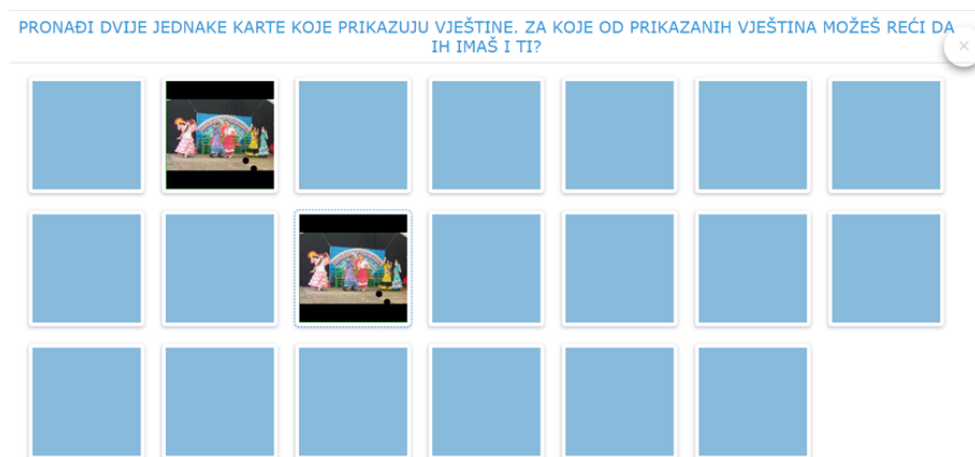 PRONAĐI DVIJE JEDNAKE KARTE KOJE PRIKAZUJU VJEŠTINE. ZA KOJE OD PRIKAZANIH VJEŠTINA MOŽEŠ REĆI DA
IH IMAŠ I TI?